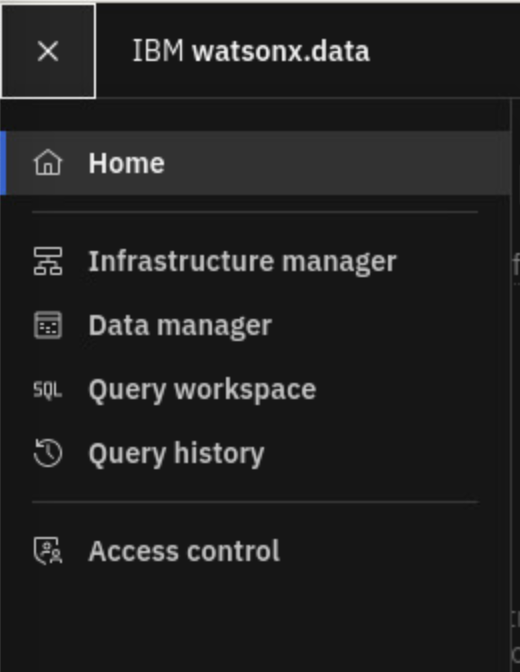 IBM watsonx.data
Home
Infrastructure manager
Data manager
SQL Query workspace
Query history
Access control